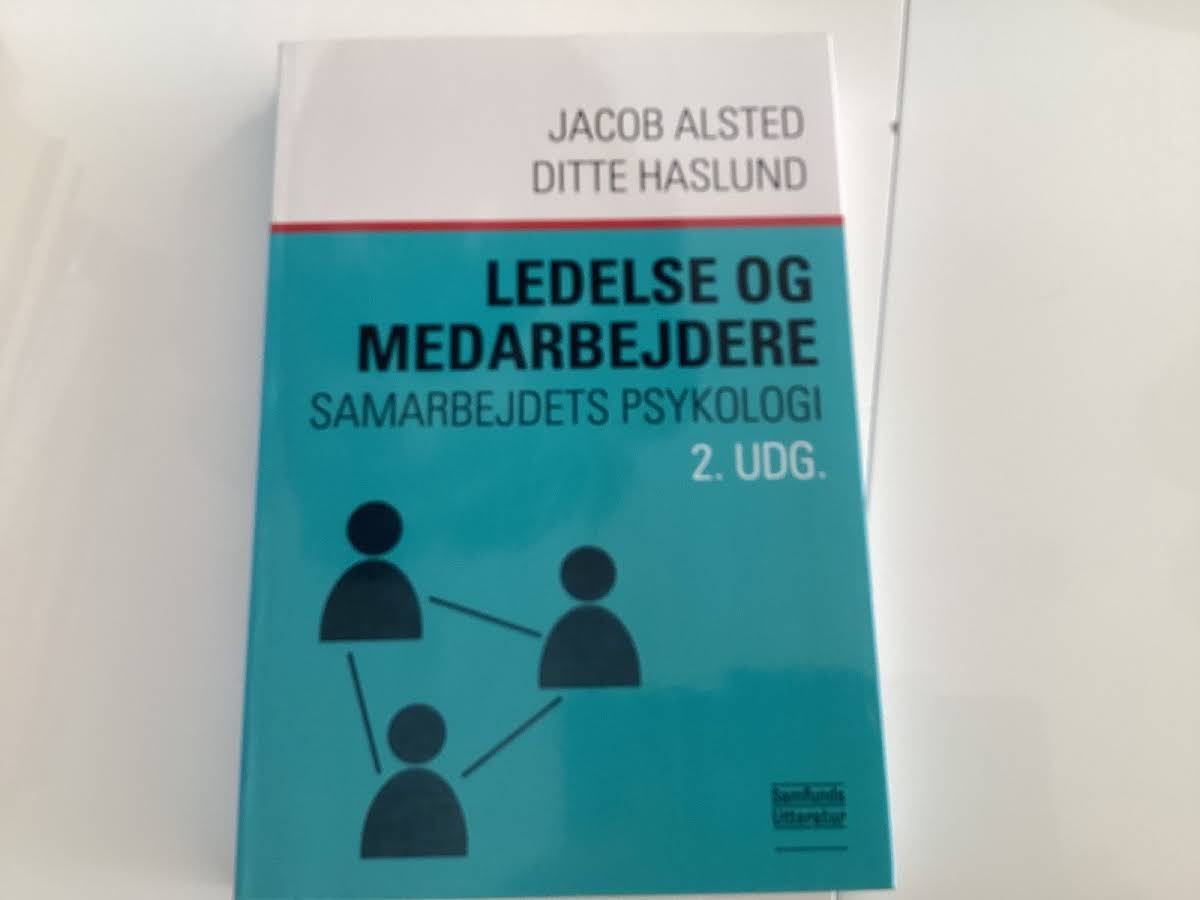 JACOB ALSTED
DITTE HASLUND
LEDELSE OG
MEDARBEJDERE
SAMARBEJDETS PSYKOLOGI
2. UDG.
Samfunds
Litteratur